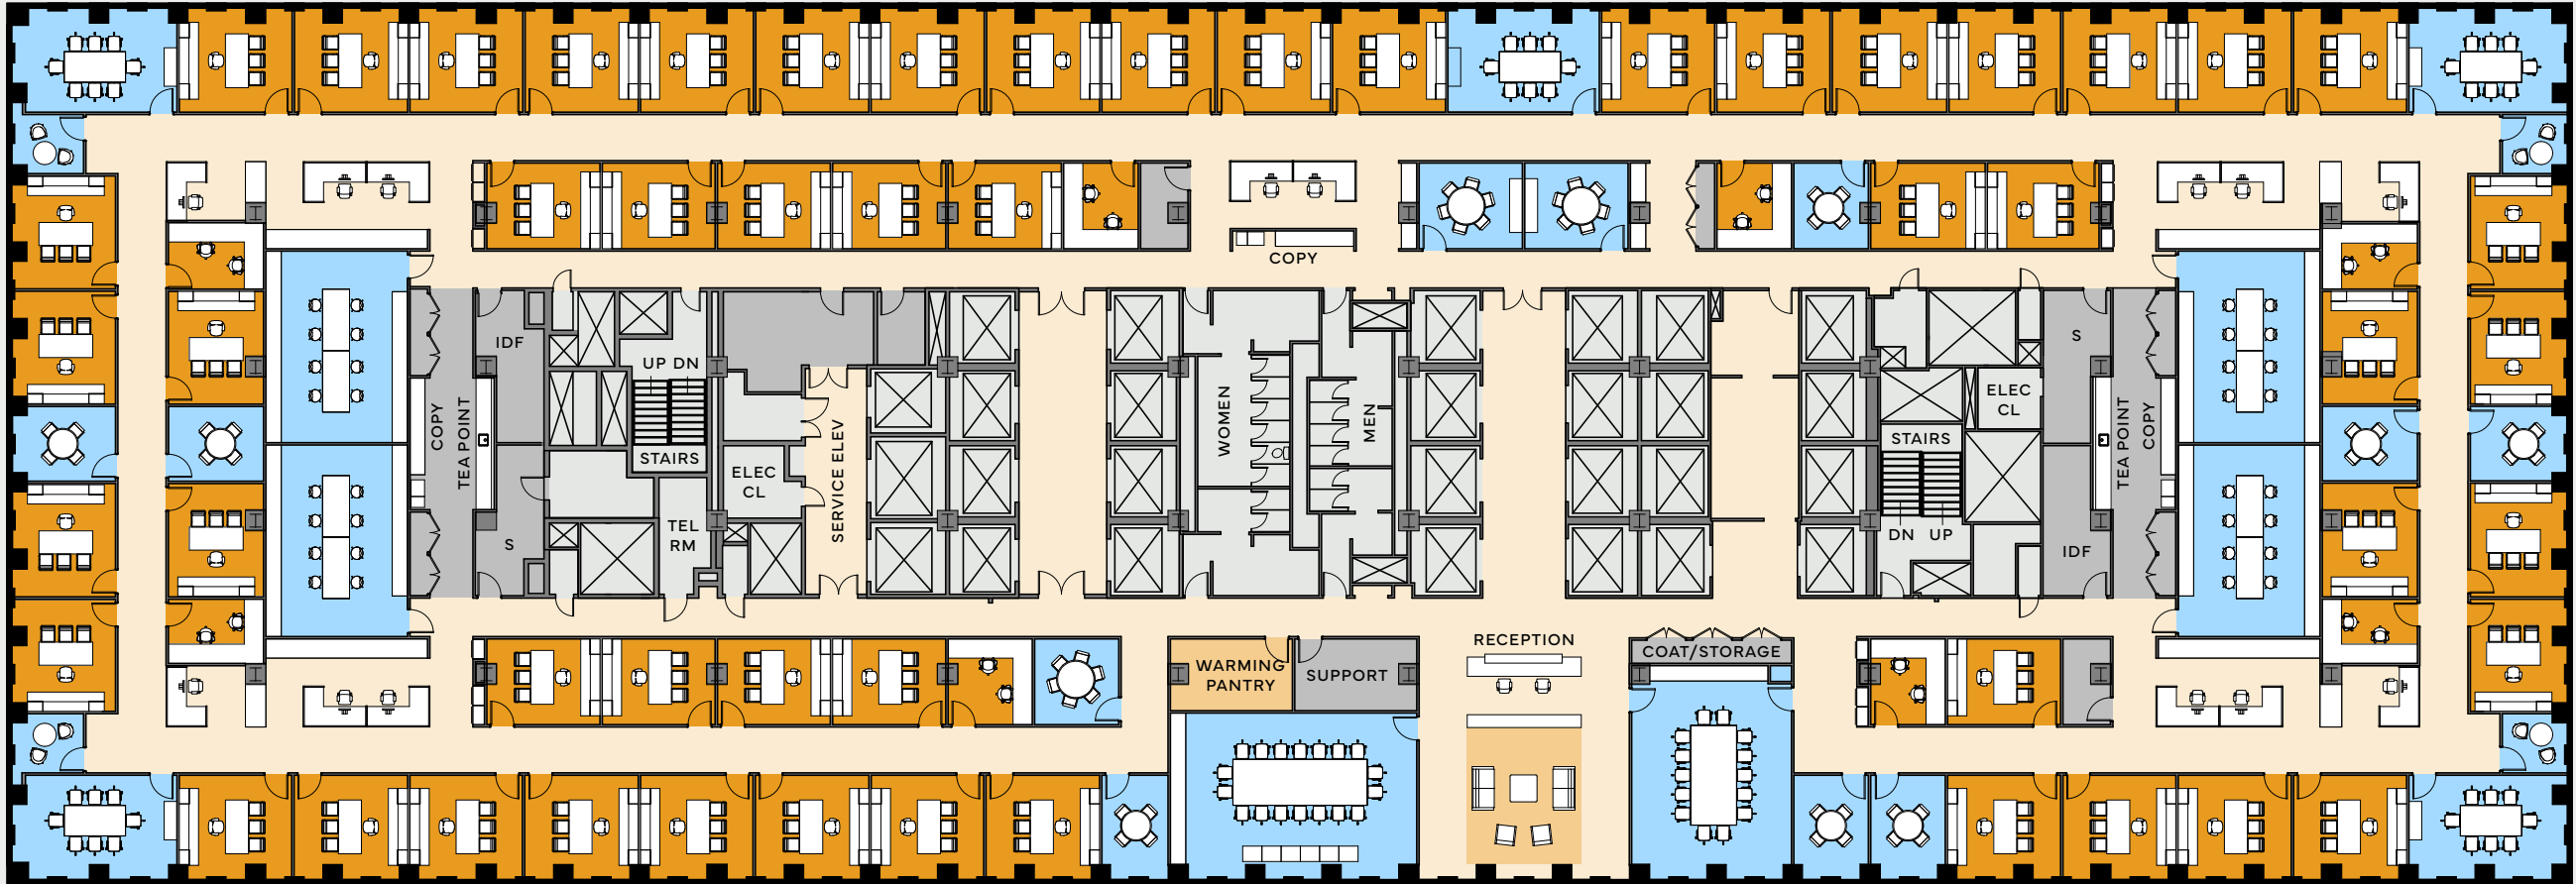 COPY
IDF
UP DN
STAIRS
COPY
TEA POINT
S
TEL
RM
ELEC
CL
SERVICE ELEV
WOMEN
MEN
S
ELEC
CL
STAIRS
DN UP
IDF
TEA POINT
COPY
WARMING
PANTRY
SUPPORT
RECEPTION
COAT/STORAGE